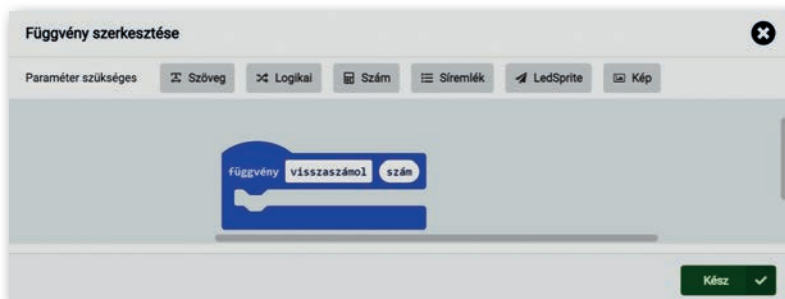 Függvény szerkesztése
Paraméter szükséges Szöveg Logikai Szám Síremlék LedSprite Kép
függvény visszaszámol szám
Kész